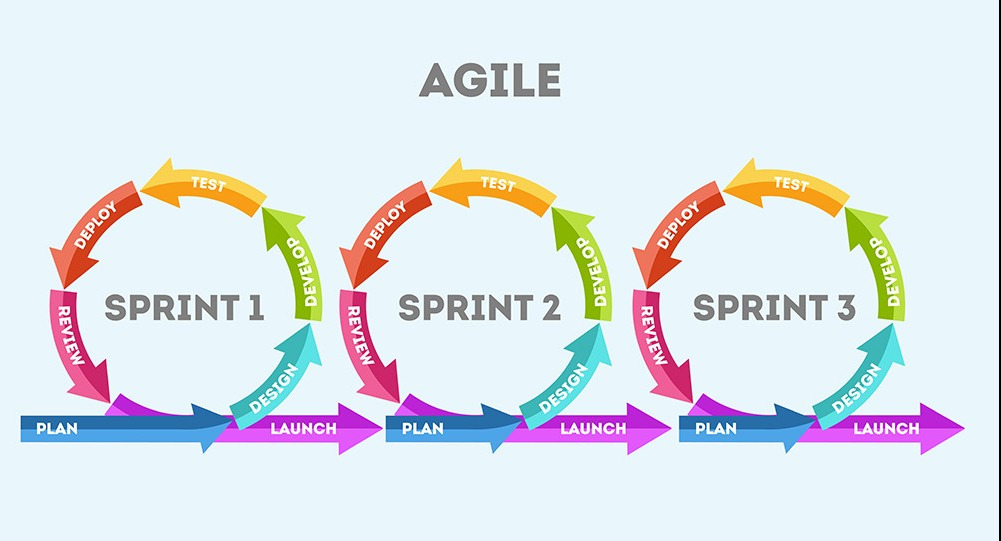 AGILE
SPRINT 1
PLAN
DESIGN
DEVELOP
TEST
DEPLOY
REVIEW
LAUNCH
SPRINT 2
PLAN
DESIGN
DEVELOP
TEST
DEPLOY
REVIEW
LAUNCH
SPRINT 3
PLAN
DESIGN
DEVELOP
TEST
DEPLOY
REVIEW
LAUNCH